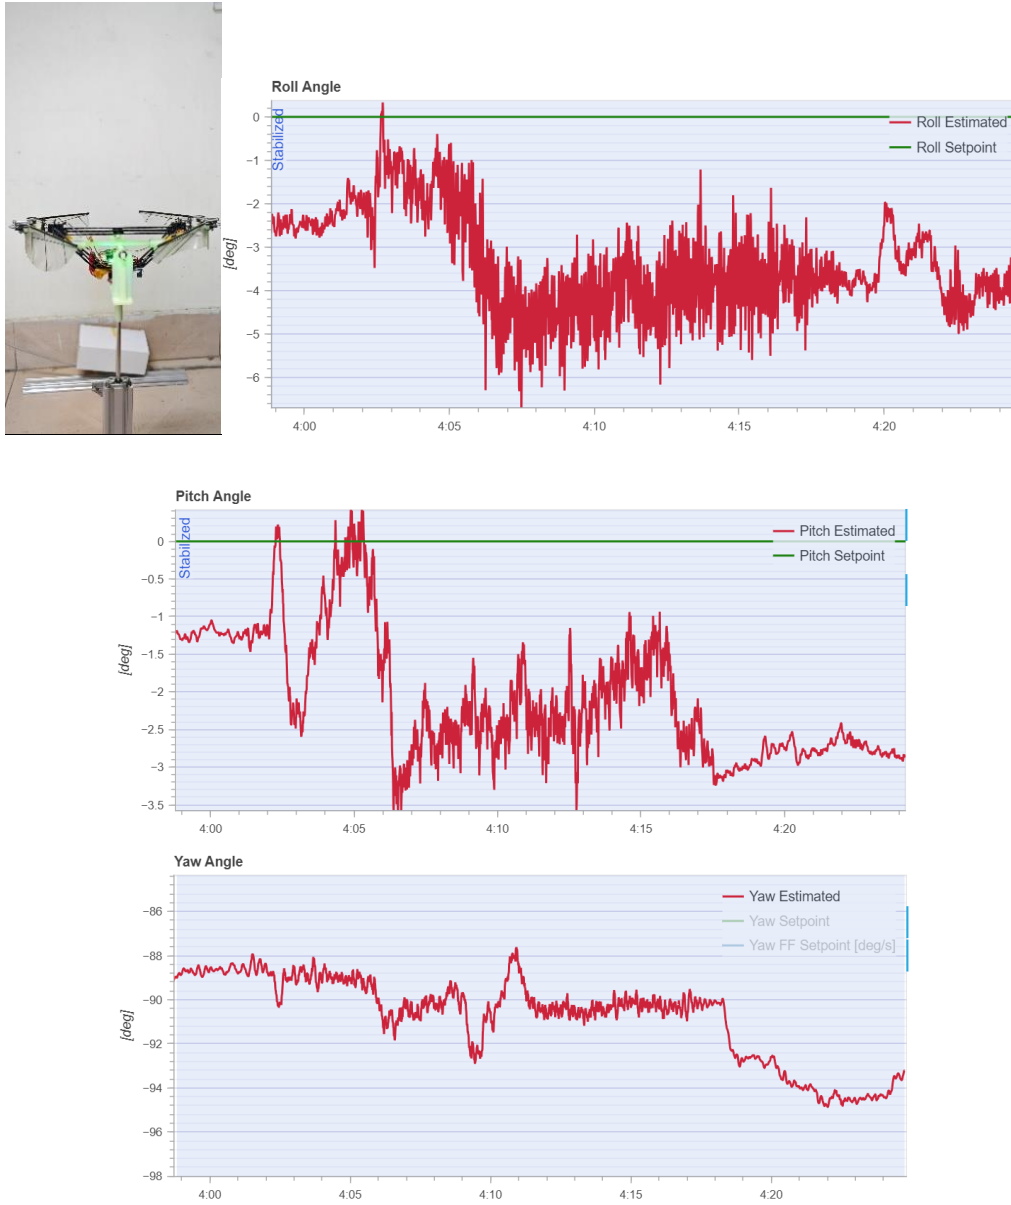 Roll Angle
0
−1
−2
−3
−4
−5
−6
[deg]
Stabilized
Roll Estimated
Roll Setpoint
4:00 4:05 4:10 4:15 4:20
Pitch Angle
0
−0.5
−1
−1.5
−2
−2.5
−3
−3.5
[deg]
Stabilized
Pitch Estimated
Pitch Setpoint
4:00 4:05 4:10 4:15 4:20
Yaw Angle
−86
−88
−90
−92
−94
−96
−98
[deg]
Yaw Estimated
Yaw Setpoint
Yaw FF Setpoint [deg/s]
4:00 4:05 4:10 4:15 4:20